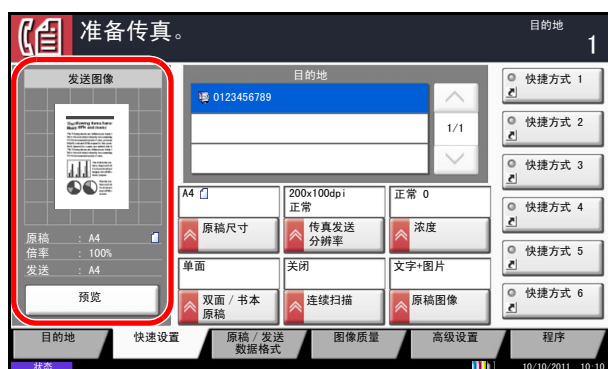 准备传真。
目的地
1
发送图像
原稿 : A4
倍率 : 100%
发送 : A4
预览
目的地
0123456789
1/1
A4
原稿尺寸
200x100dpi
正常
传真发送
分辨率
正常 0
浓度
单面
双面 / 书本
原稿
关闭
连续扫描
文字+图片
原稿图像
快捷方式 1
快捷方式 2
快捷方式 3
快捷方式 4
快捷方式 5
快捷方式 6
目的地
快速设置
原稿 / 发送
数据格式
图像质量
高级设置
程序
状态
10/10/2011 10:10